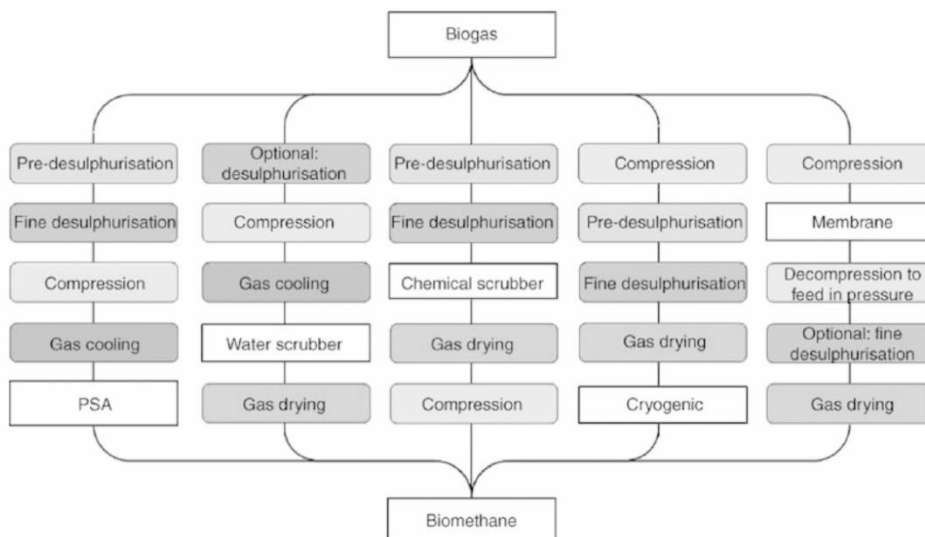 Biogas
Pre-desulphurisation
Fine desulphurisation
Compression
Gas cooling
PSA
Optional:
desulphurisation
Compression
Gas cooling
Water scrubber
Gas drying
Pre-desulphurisation
Fine desulphurisation
Chemical scrubber
Gas drying
Compression
Compression
Pre-desulphurisation
Fine desulphurisation
Gas drying
Cryogenic
Compression
Membrane
Decompression to
feed in pressure
Optional: fine
desulphurisation
Gas drying
Biomethane